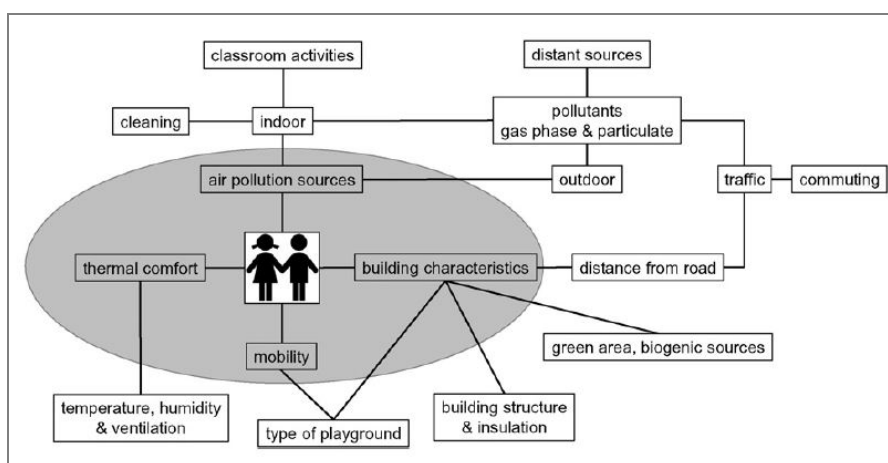 classroom activities
distant sources
cleaning
indoor
pollutants
gas phase & particulate
air pollution sources
outdoor
traffic
commuting
thermal comfort
building characteristics
distance from road
mobility
green area, biogenic sources
temperature, humidity
& ventilation
type of playground
building structure
& insulation